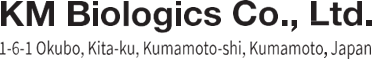 KM Biologics Co., Ltd.
1-6-1 Okubo, Kita-ku, Kumamoto-shi, Kumamoto, Japan